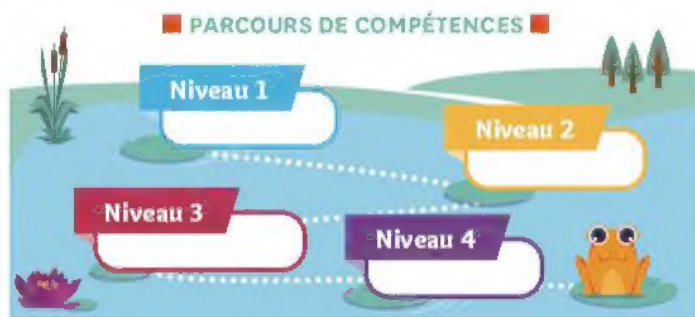 PARCOURS DE COMPÉTENCES
Niveau 1
Niveau 2
Niveau 3
Niveau 4